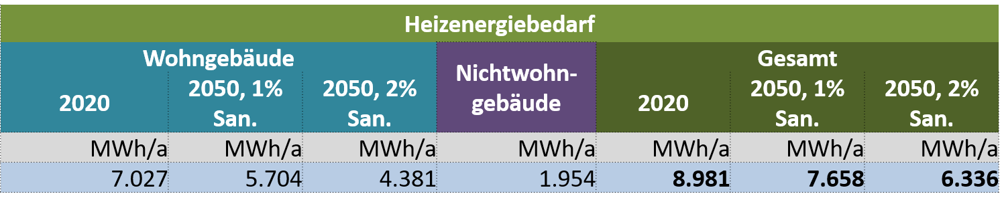 Heizenergiebedarf
Wohngebäude
Nichtwohn-
gebäude
Gesamt
2020
2050, 1%
San.
2050, 2%
San.
2020
2050, 1%
San.
2050, 2%
San.
MWh/a MWh/a MWh/a MWh/a MWh/a MWh/a MWh/a
7.027 5.704 4.381 1.954 8.981 7.658 6.336